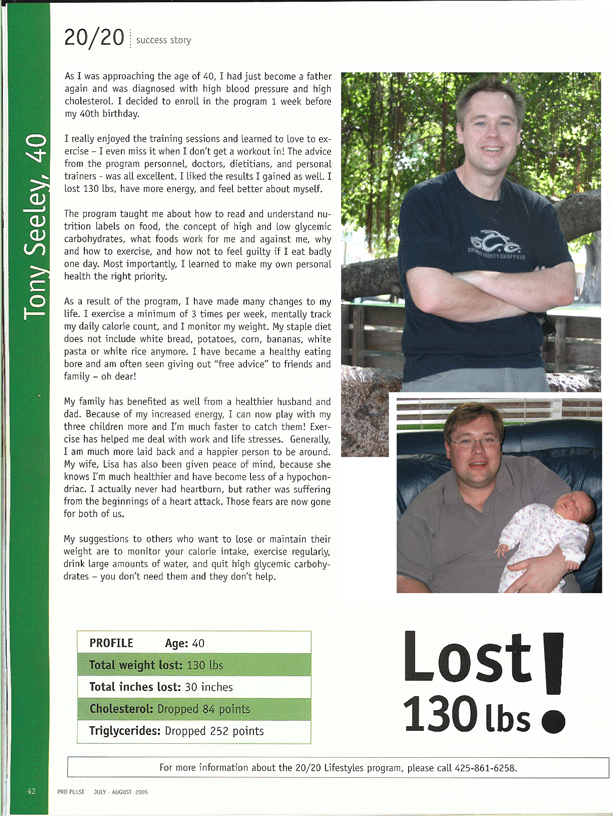 20/20 success story
Tony Seeley, 40
As I was approaching the age of 40, I had just become a father
again and was diagnosed with high blood pressure and high
cholesterol. I decided to enroll in the program 1 week before
my 40th birthday.
I really enjoyed the training sessions and learned to love to ex-
ercise – I even miss it when I don't get a workout in! The advice
from the program personnel, doctors, dietitians, and personal
trainers - was all excellent. I liked the results I gained as well. I
lost 130 lbs, have more energy, and feel better about myself.
The program taught me about how to read and understand nu-
trition labels on food, the concept of high and low glycemic
carbohydrates, what foods work for me and against me, why
and how to exercise, and how not to feel guilty if I eat badly
one day. Most importantly, I learned to make my own personal
health the right priority.
As a result of the program, I have made many changes to my
life. I exercise a minimum of 3 times per week, mentally track
my daily calorie count, and I monitor my weight. My staple diet
does not include white bread, potatoes, corn, bananas, white
pasta or white rice anymore. I have became a healthy eating
bore and am often seen giving out "free advice" to friends and
family – oh dear!
My family has benefited as well from a healthier husband and
dad. Because of my increased energy, I can now play with my
three children more and I'm much faster to catch them! Exer-
cise has helped me deal with work and life stresses. Generally,
I am much more laid back and a happier person to be around.
My wife, Lisa has also been given peace of mind, because she
knows I'm much healthier and have become less of a hypochon-
driac. I actually never had heartburn, but rather was suffering
from the beginnings of a heart attack. Those fears are now gone
for both of us.
My suggestions to others who want to lose or maintain their
weight are to monitor your calorie intake, exercise regularly,
drink large amounts of water, and quit high glycemic carbohy-
drates – you don't need them and they don't help.
PROFILE Age: 40
Total weight lost: 130 lbs
Total inches lost: 30 inches
Cholesterol: Dropped 84 points
Triglycerides: Dropped 252 points
Lost!
130 lbs
For more information about the 20/20 Lifestyles program, please call 425-861-6258.
42 PRO PULSE JULY - AUGUST 2005